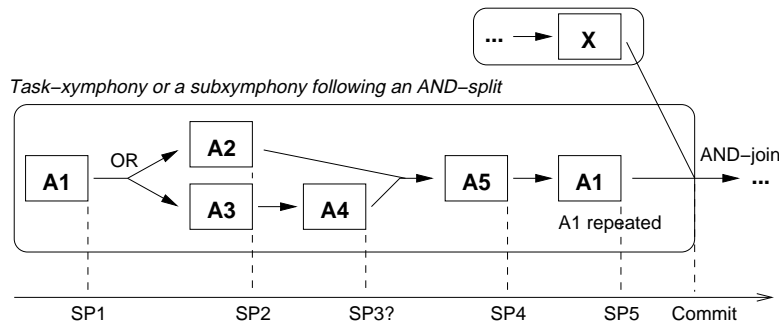 ... X
Task-xymphony or a subxymphony following an AND-split
OR
A2
AND-join
A1
A5
A1
...
A3
A4
A1 repeated
SP1
SP2
SP3?
SP4
SP5
Commit